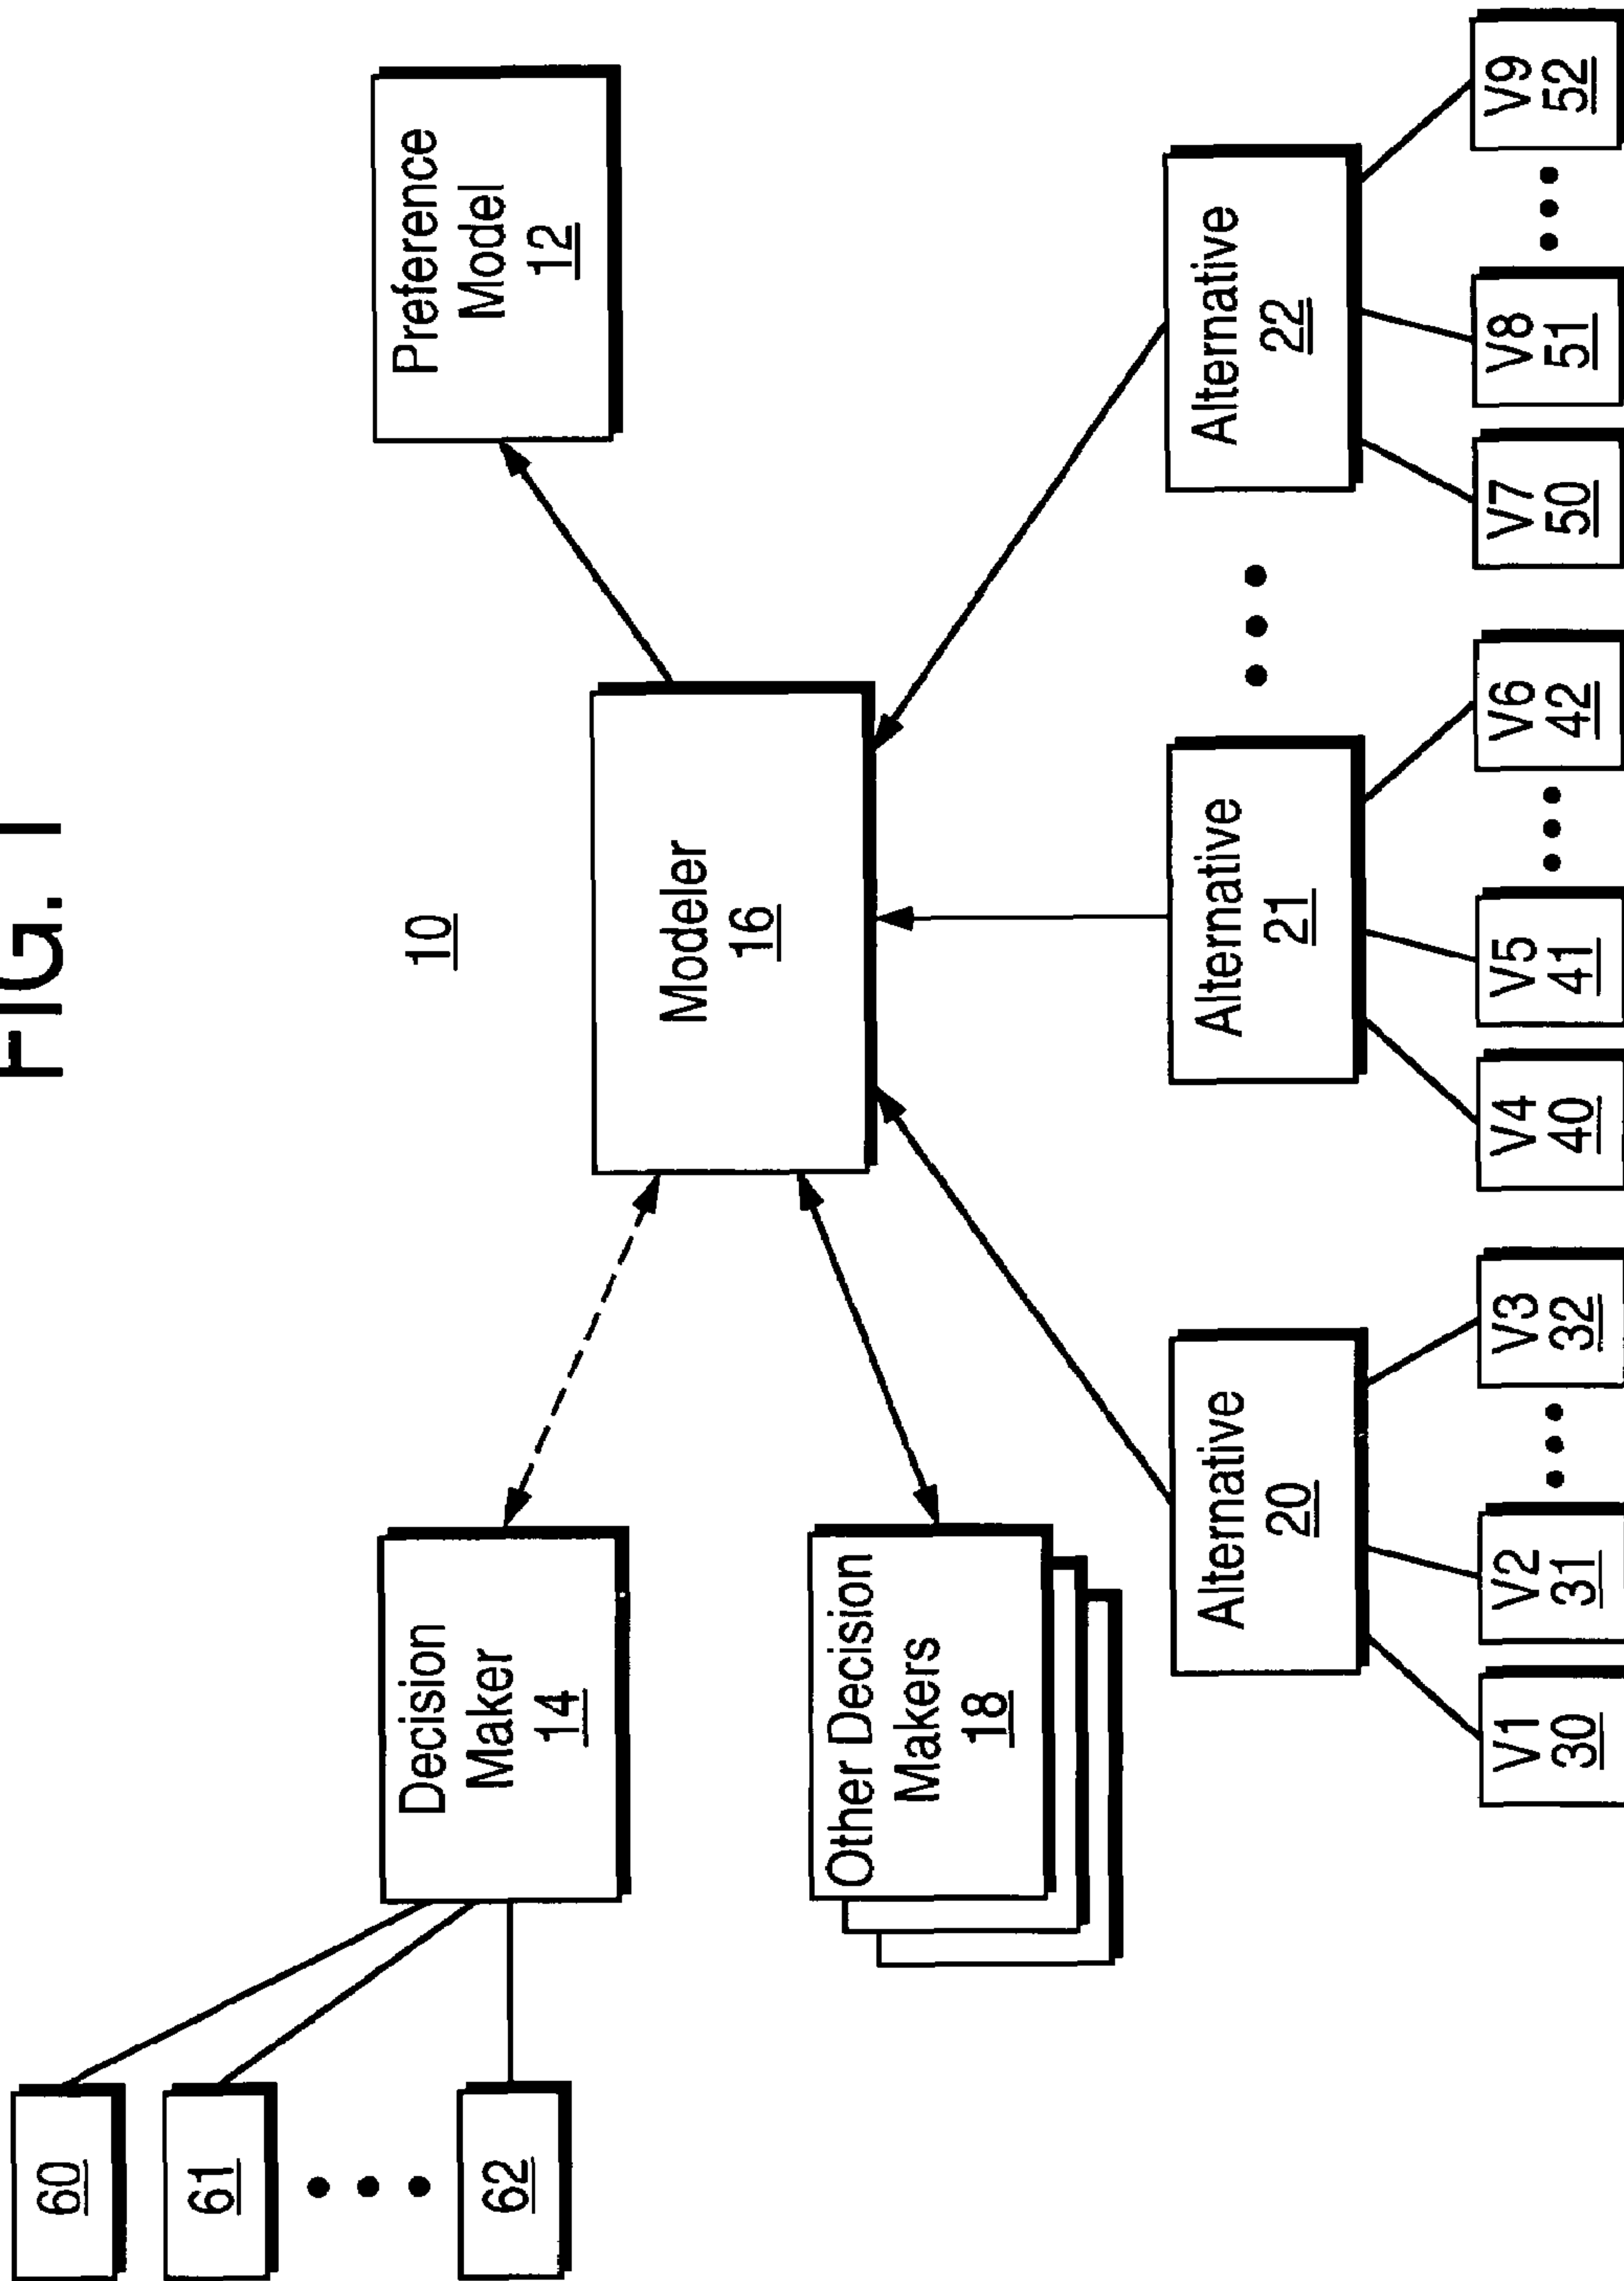 FIG. 1
10
60
61
62
Decision
Maker
14
Preference
Model
12
Modeler
16
Other Decision
Makers
18
Alternative
20
Alternative
21
Alternative
22
V1
30
V2
31
V3
32
V4
40
V5
41
V6
42
V7
50
V8
51
V9
52